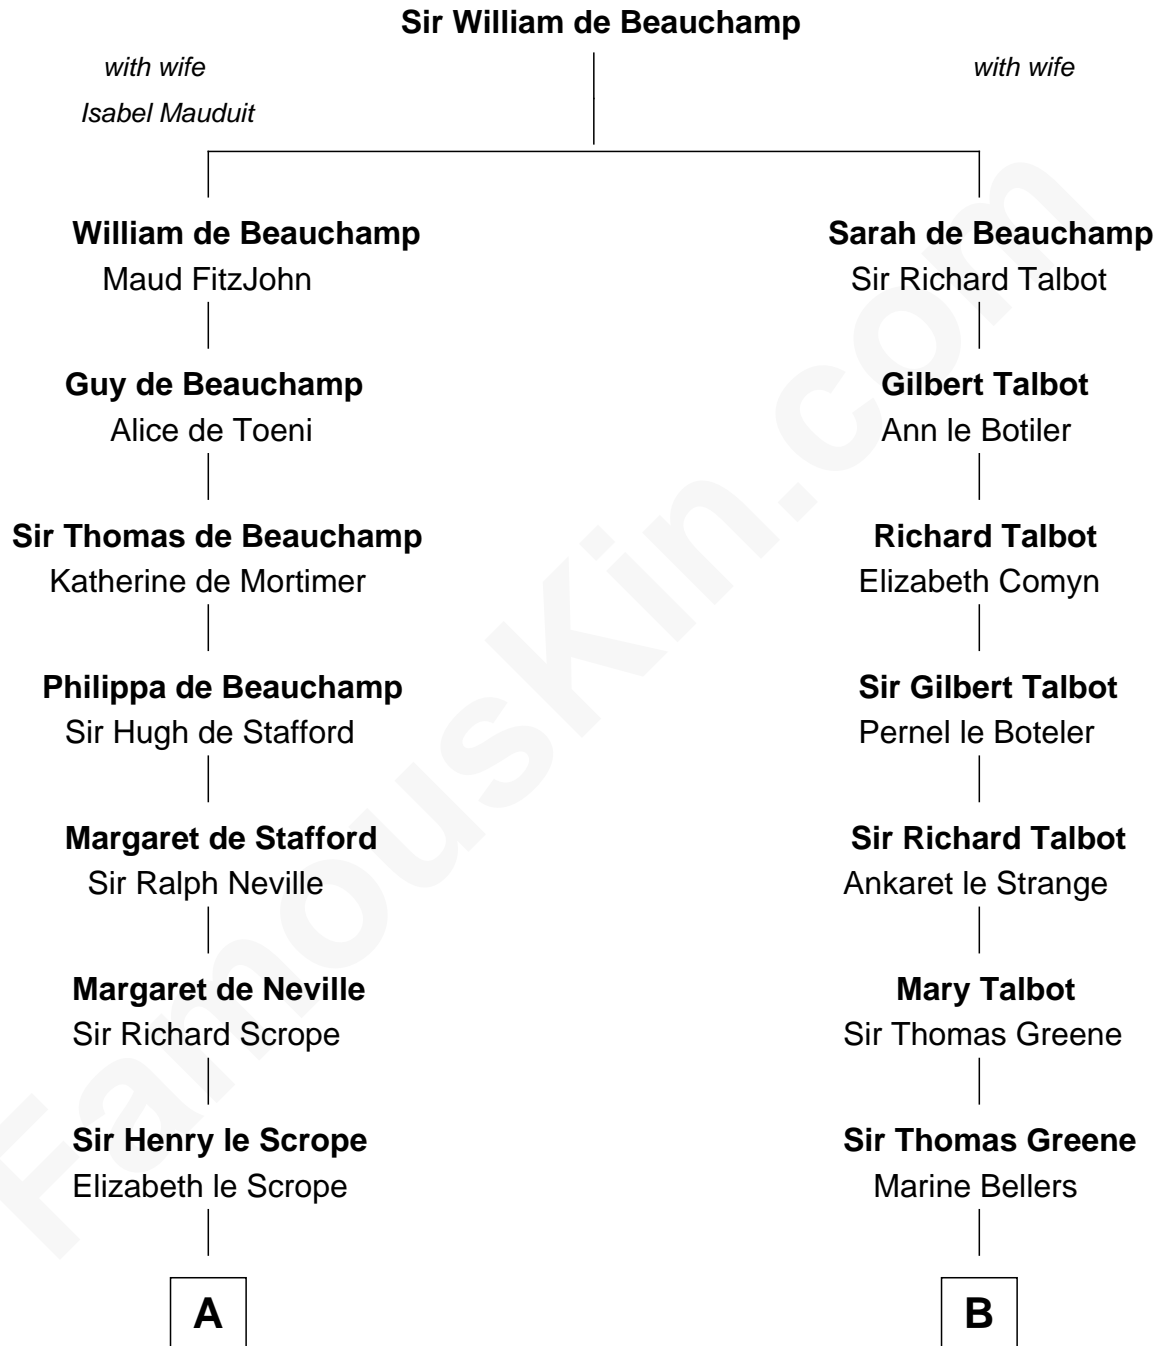 Sir William de Beauchamp
with wife
with wife
Isabel Mauduit
William de Beauchamp
Sarah de Beauchamp
Maud FitzJohn
Sir Richard Talbot
Guy de Beauchamp
Gilbert Talbot
Alice de Toeni
Ann le Botiler
Sir Thomas de Beauchamp
Richard Talbot
Katherine de Mortimer
Elizabeth Comyn
Philippa de Beauchamp
Sir Gilbert Talbot
Sir Hugh de Stafford
Pernel le Boteler
Margaret de Stafford
Sir Richard Talbot
Sir Ralph Neville
Ankaret le Strange
Margaret de Neville
Mary Talbot
Sir Richard Scrope
Sir Thomas Greene
Sir Henry le Scrope
Sir Thomas Greene
Elizabeth le Scrope
Marine Bellers
A
B
FamousKin.com